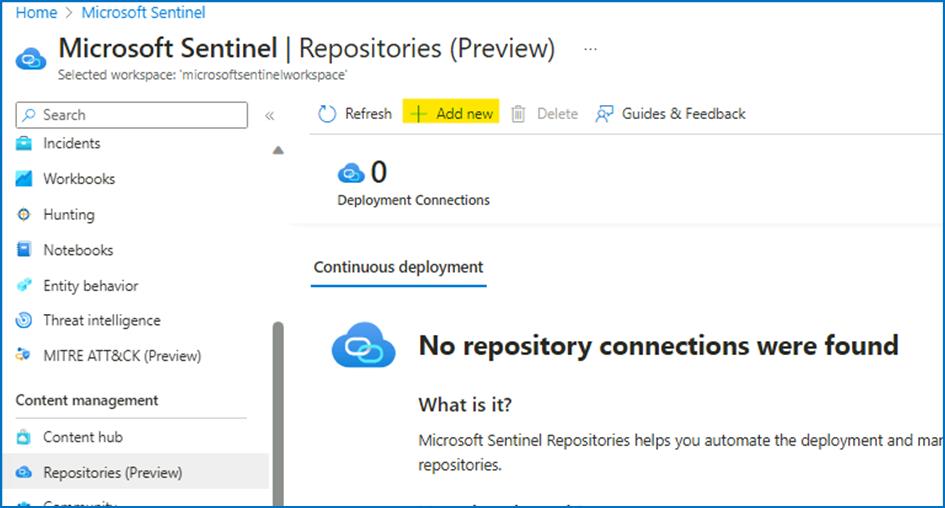 Home > Microsoft Sentinel
Microsoft Sentinel | Repositories (Preview) ...
Selected workspace: 'microsoftsentinelworkspace'
Search «
Refresh + Add new Delete Guides & Feedback
Incidents
Workbooks
Hunting
Notebooks
Entity behavior
Threat intelligence
MITRE ATT&CK (Preview)
Content management
Content hub
Repositories (Preview)
0
Deployment Connections
Continuous deployment
No repository connections were found
What is it?
Microsoft Sentinel Repositories helps you automate the deployment and mar
repositories.